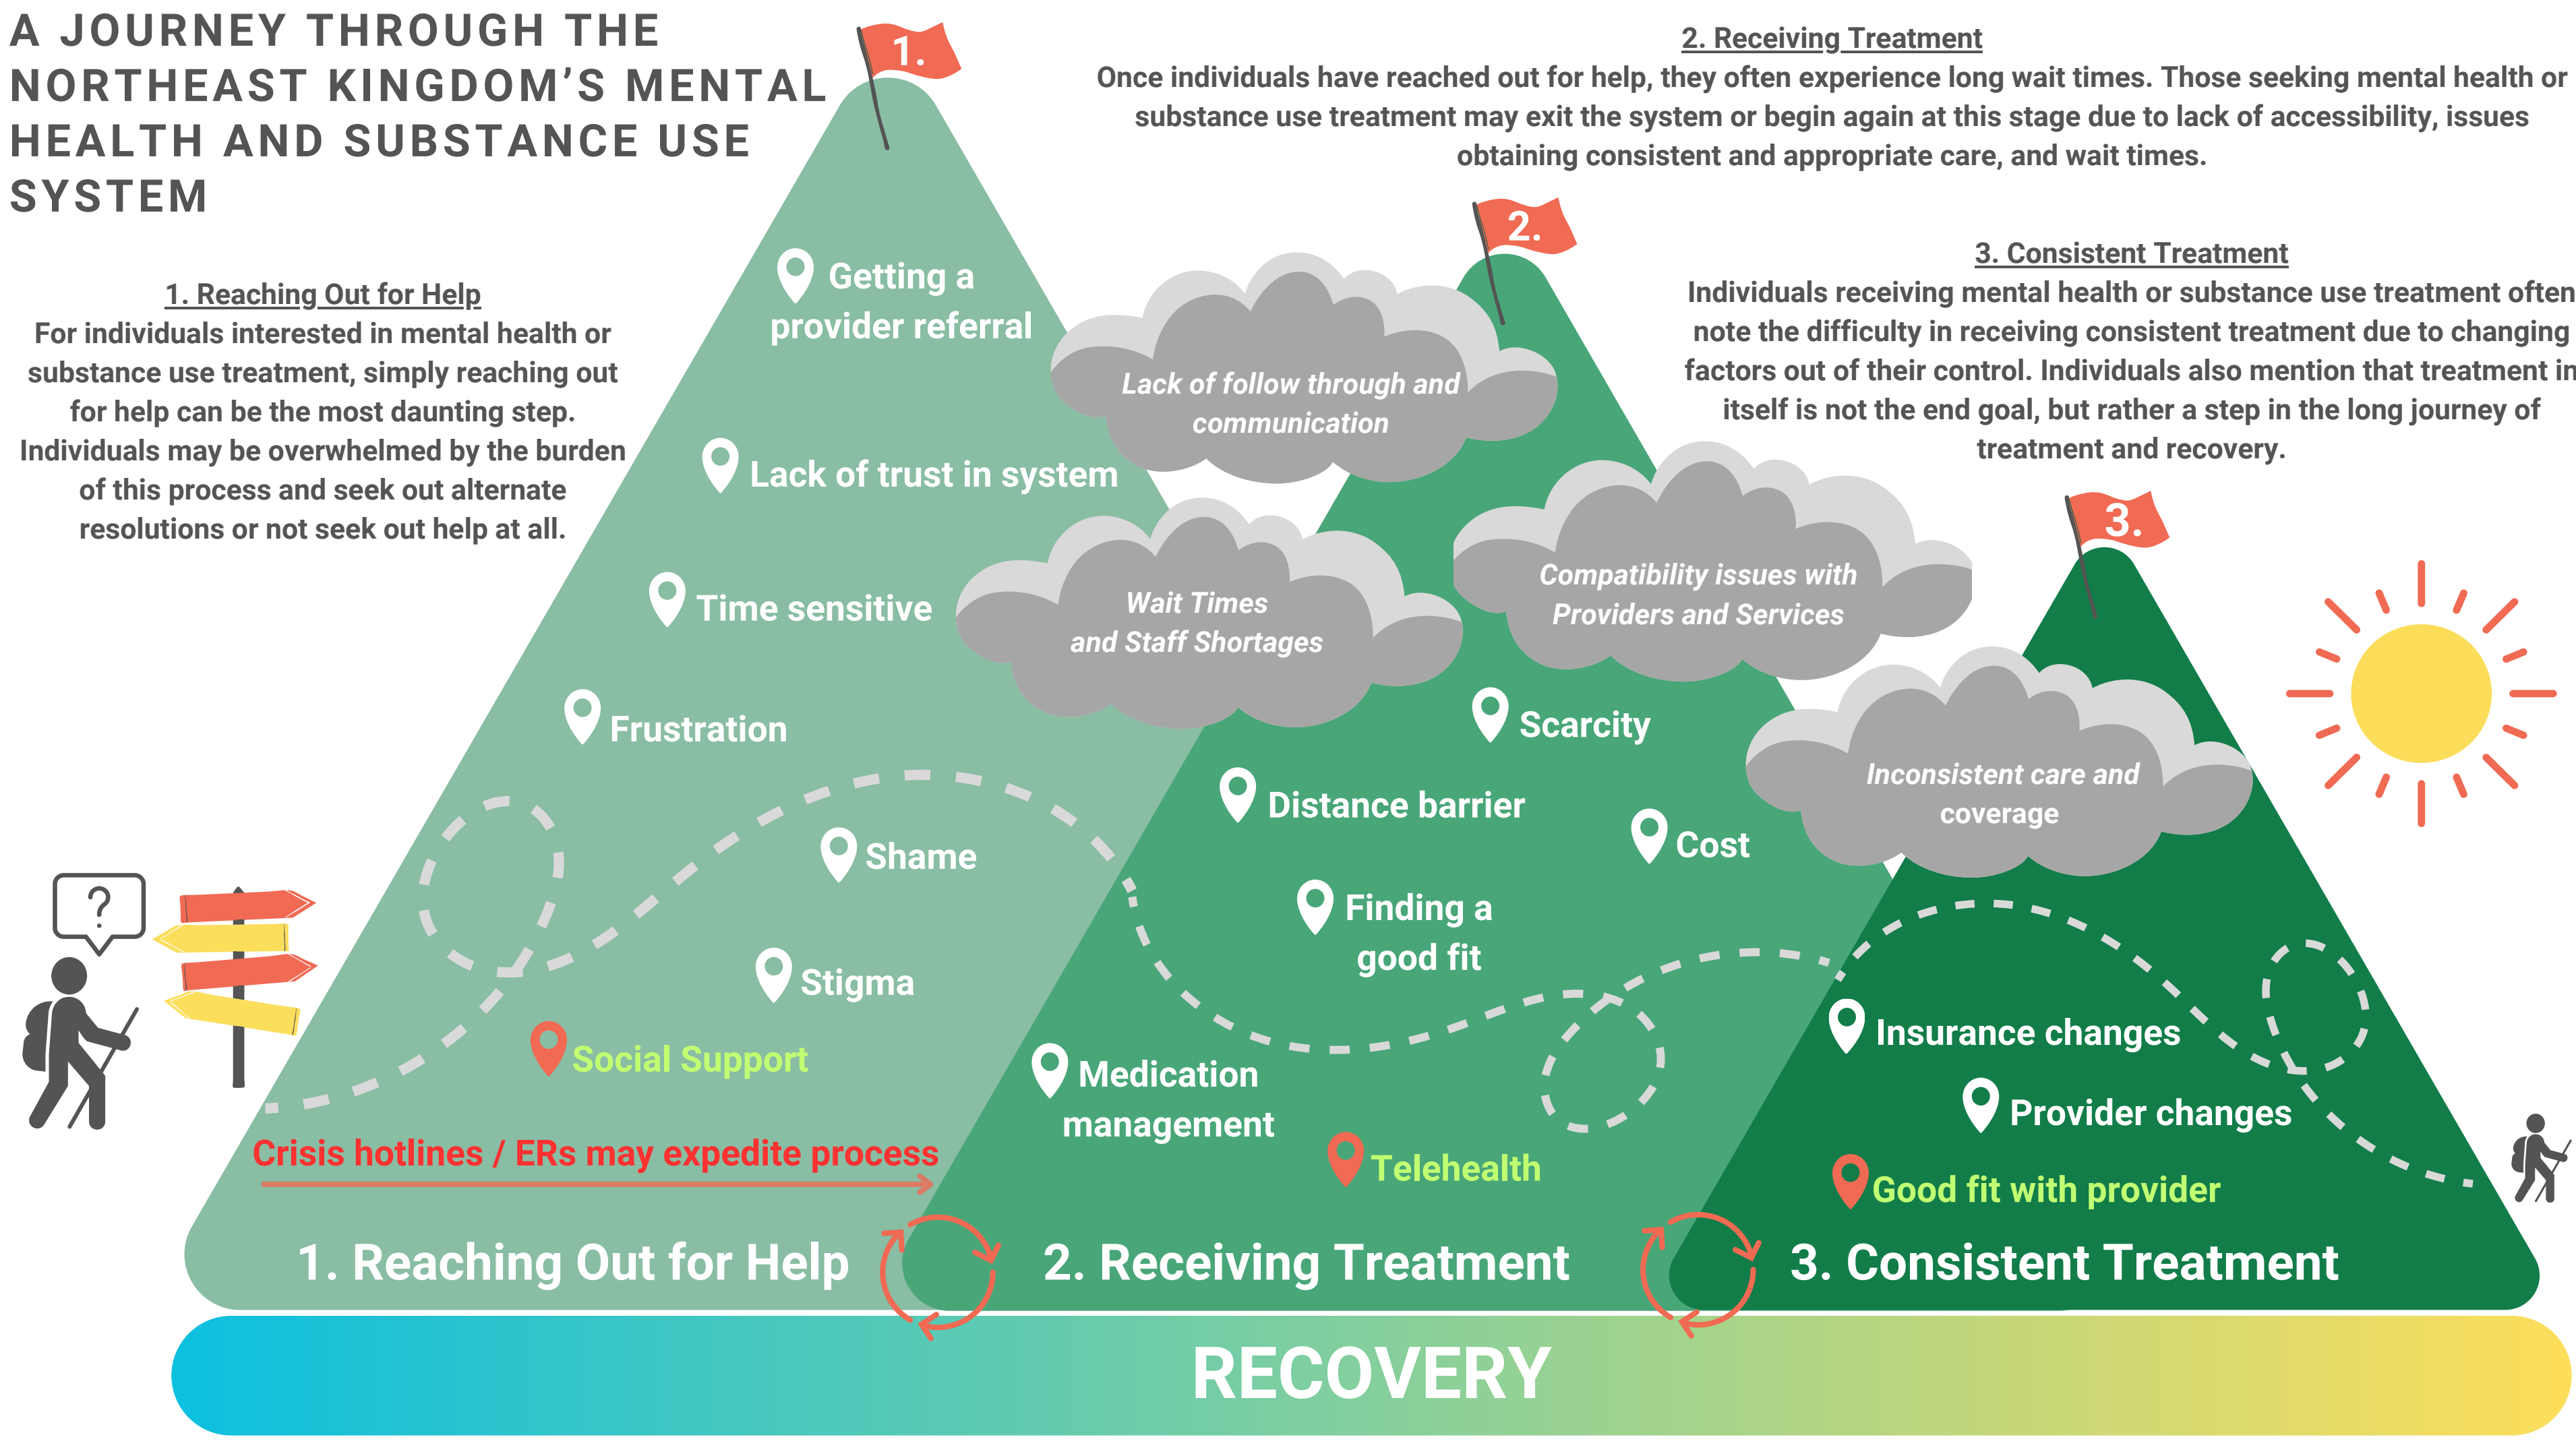 A JOURNEY THROUGH THE
NORTHEAST KINGDOM'S MENTAL
HEALTH AND SUBSTANCE USE
SYSTEM
1. Reaching Out for Help
For individuals interested in mental health or
substance use treatment, simply reaching out
for help can be the most daunting step.
Individuals may be overwhelmed by the burden
of this process and seek out alternate
resolutions or not seek out help at all.
2. Receiving Treatment
Once individuals have reached out for help, they often experience long wait times. Those seeking mental health or
substance use treatment may exit the system or begin again at this stage due to lack of accessibility, issues
obtaining consistent and appropriate care, and wait times.
3. Consistent Treatment
Individuals receiving mental health or substance use treatment often
note the difficulty in receiving consistent treatment due to changing
factors out of their control. Individuals also mention that treatment in
itself is not the end goal, but rather a step in the long journey of
treatment and recovery.
1.
Getting a
provider referral
Lack of trust in system
Time sensitive
Frustration
Shame
Stigma
Social Support
Crisis hotlines / ERs may expedite process
?
1. Reaching Out for Help
2.
Lack of follow through and
communication
Wait Times
and Staff Shortages
Compatibility issues with
Providers and Services
Scarcity
Distance barrier
Cost
Finding a
good fit
Medication
management
Telehealth
2. Receiving Treatment
3.
Inconsistent care and
coverage
Insurance changes
Provider changes
Good fit with provider
3. Consistent Treatment
RECOVERY